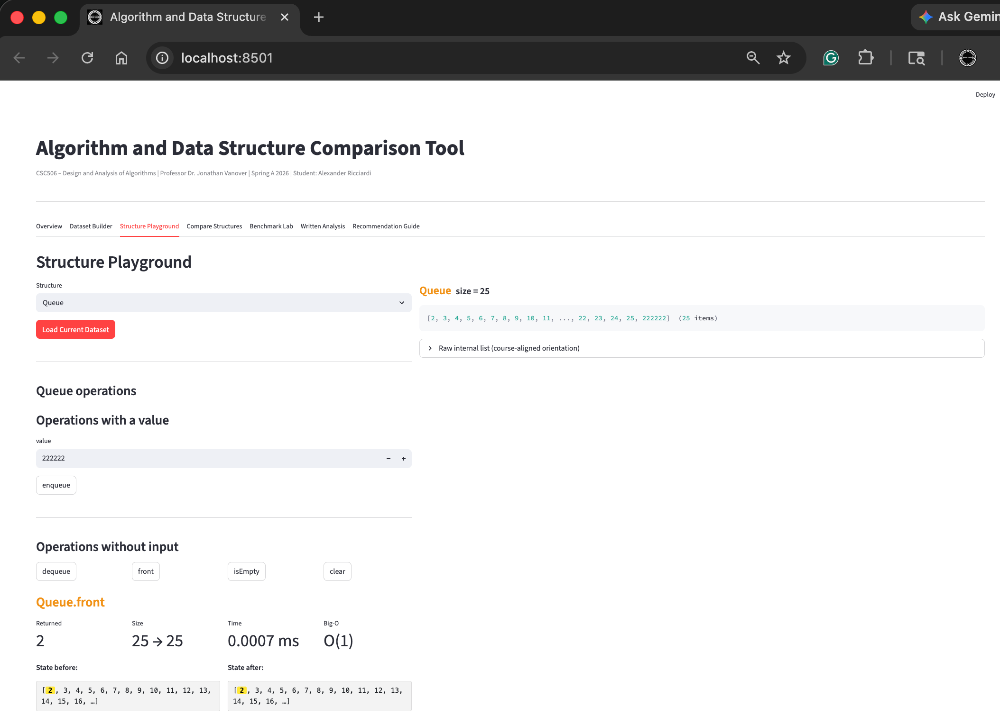 Algorithm and Data Structure
Ask Gemin
localhost:8501
Deploy
Algorithm and Data Structure Comparison Tool
CSC506 – Design and Analysis of Algorithms | Professor Dr. Jonathan Vanover | Spring A 2026 | Student: Alexander Ricciardi
Overview Dataset Builder Structure Playground Compare Structures Benchmark Lab Written Analysis Recommendation Guide
Structure Playground
Structure
Queue
Load Current Dataset
Queue size = 25
[2, 3, 4, 5, 6, 7, 8, 9, 10, 11, ..., 22, 23, 24, 25, 222222] (25 items)
Raw internal list (course-aligned orientation)
Queue operations
Operations with a value
value
222222
enqueue
Operations without input
dequeue front isEmpty clear
Queue.front
Returned Size Time Big-O
2 25 → 25 0.0007 ms O(1)
State before: State after:
[2, 3, 4, 5, 6, 7, 8, 9, 10, 11, 12, 13,
14, 15, 16, …]
[2, 3, 4, 5, 6, 7, 8, 9, 10, 11, 12, 13,
14, 15, 16, …]